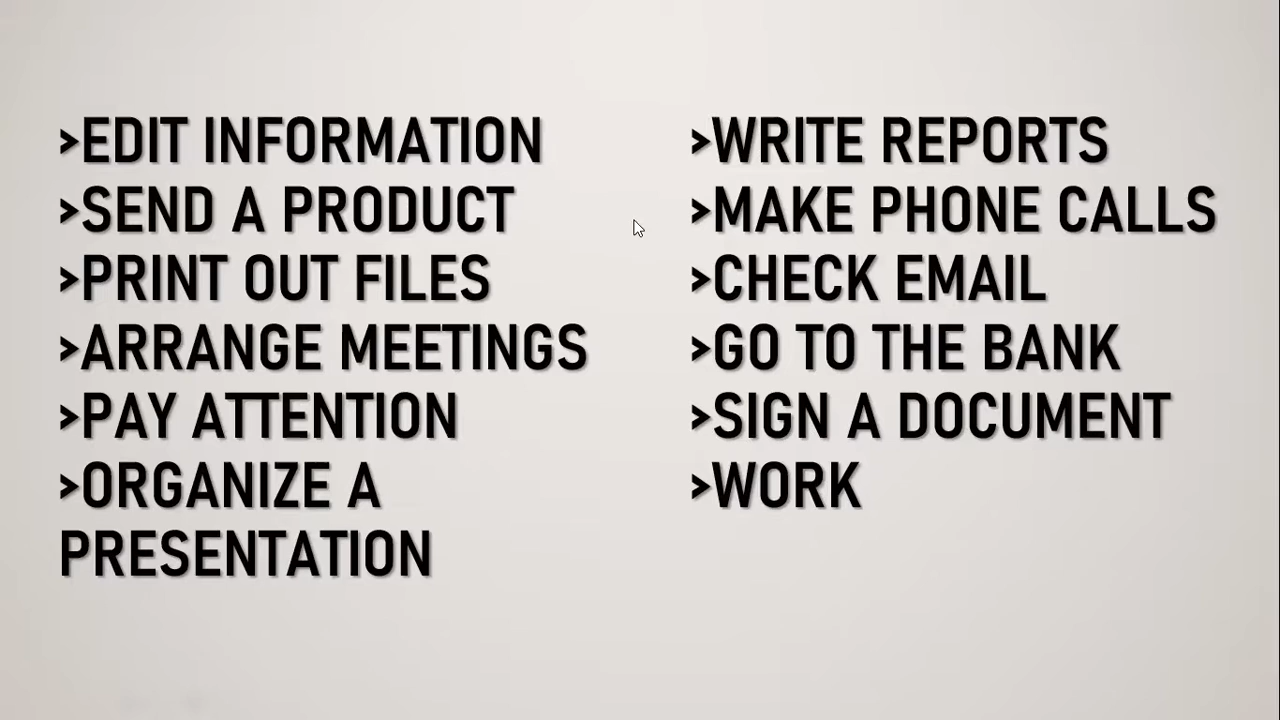 >EDIT INFORMATION
>SEND A PRODUCT
>PRINT OUT FILES
>ARRANGE MEETINGS
>PAY ATTENTION
>ORGANIZE A
PRESENTATION
>WRITE REPORTS
>MAKE PHONE CALLS
>CHECK EMAIL
>GO TO THE BANK
>SIGN A DOCUMENT
>WORK